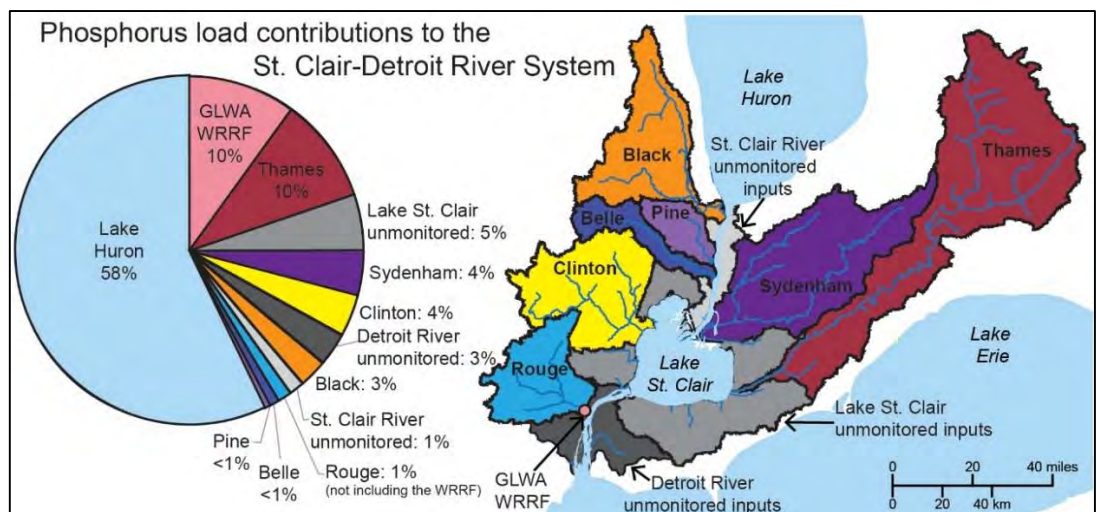 Phosphorus load contributions to the
St. Clair-Detroit River System
GLWA
WRRF
10%
Thames
10%
Lake St. Clair
unmonitored: 5%
Sydenham: 4%
Clinton: 4%
Detroit River
unmonitored: 3%
Black: 3%
St. Clair River
unmonitored: 1%
Rouge: 1%
(not including the WRRF)
Belle
<1%
Pine
<1%
Lake
Huron
58%
Lake
Huron
St. Clair River
unmonitored
inputs
Thames
Black
Belle
Pine
Clinton
Sydenham
Rouge
Lake
St. Clair
Lake
Erie
Lake St. Clair
unmonitored inputs
GLWA
WRRF
Detroit River
unmonitored inputs
0 20 40 miles
0 20 40 km